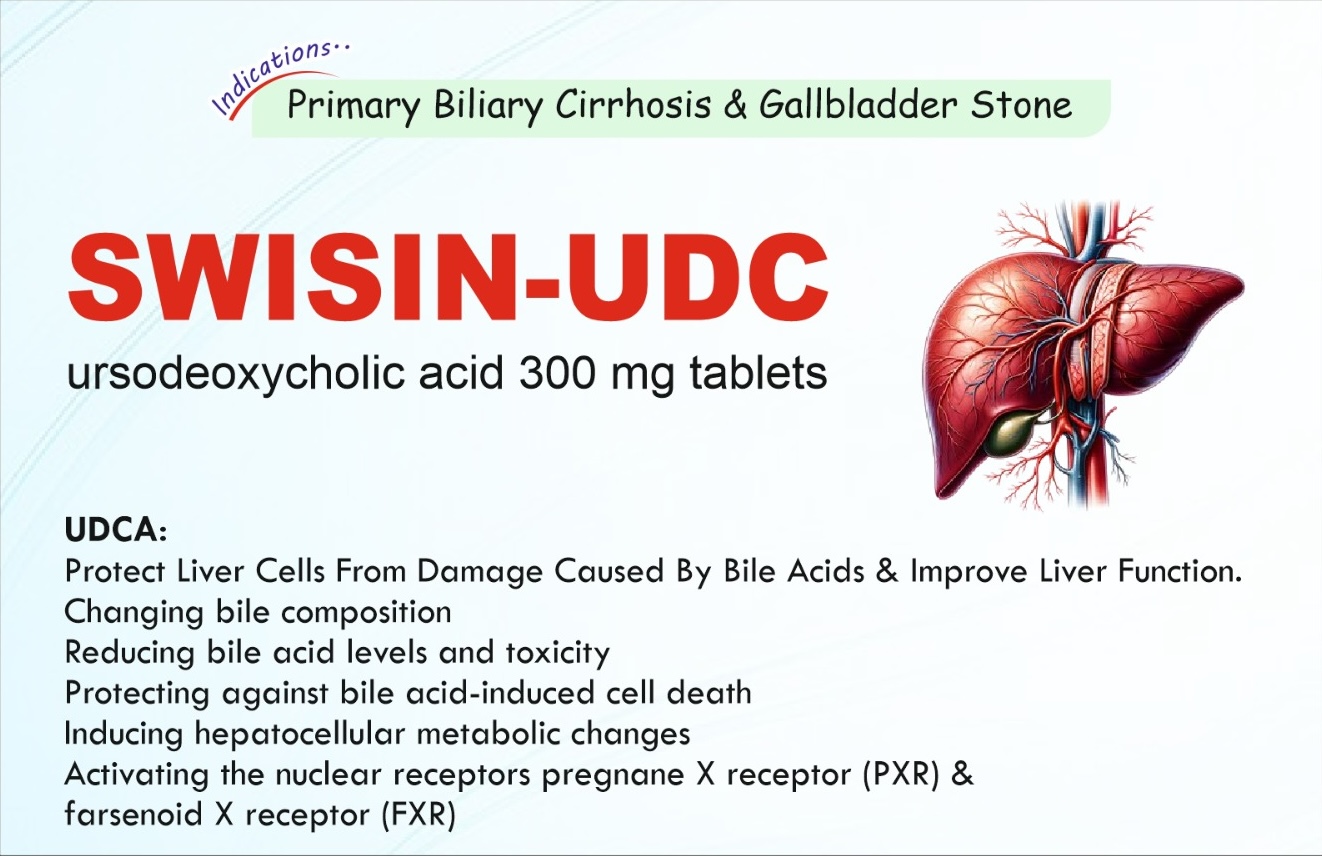 Indications..
Primary Biliary Cirrhosis & Gallbladder Stone
SWISIN-UDC
ursodeoxycholic acid 300 mg tablets
UDCA:
Protect Liver Cells From Damage Caused By Bile Acids & Improve Liver Function.
Changing bile composition
Reducing bile acid levels and toxicity
Protecting against bile acid-induced cell death
Inducing hepatocellular metabolic changes
Activating the nuclear receptors pregnane X receptor (PXR) &
farsenoid X receptor (FXR)